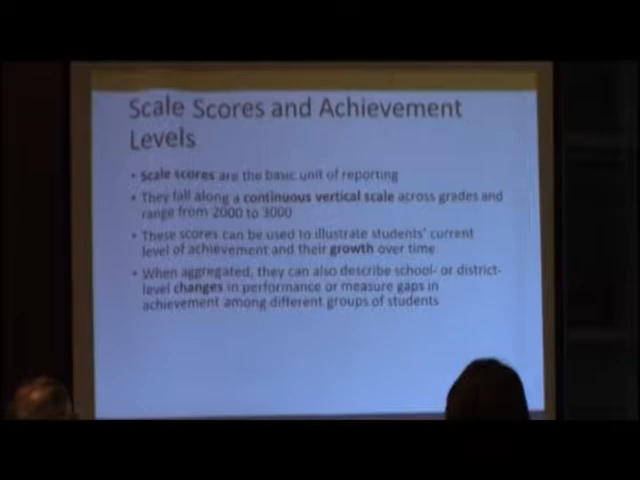 Scale Scores and Achievement
Levels
• Scale scores are the basic unit of reporting
• They fall along a continuous vertical scale across grades and
range from 2000 to 3000
• These scores can be used to illustrate students' current
level of achievement and their growth over time
• When aggregated, they can also describe school- or district-
level changes in performance or measure gaps in
achievement among different groups of students